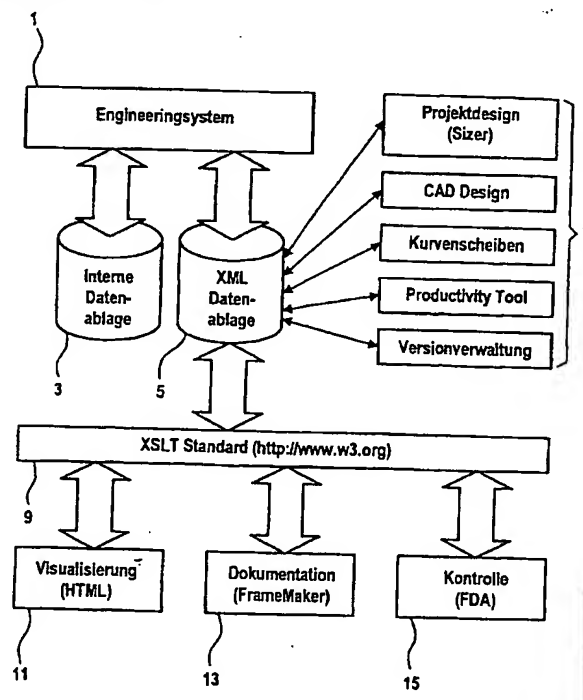 1
Engineeringsystem
Projektdesign
(Sizer)
CAD Design
Kurvenscheiben
Productivity Tool
Versionverwaltung
Interne
Daten-
ablage
XML
Daten-
ablage
3
5
XSLT Standard (http://www.w3.org)
9
Visualisierung
(HTML)
Dokumentation
(FrameMaker)
Kontrolle
(FDA)
11
13
15